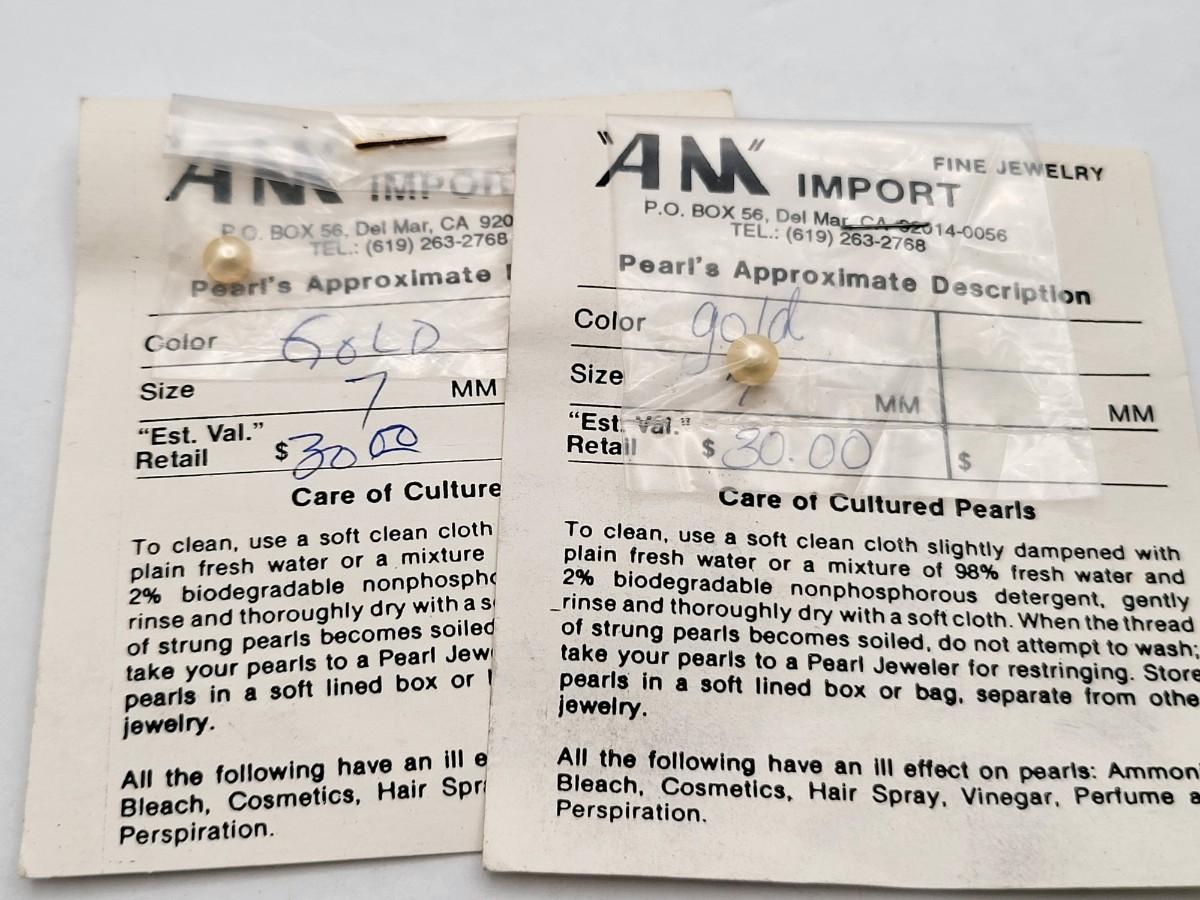 "AM" IMPOR
P.O. BOX 56, Del Mar, CA 920
TEL.: (619) 263-2768
Pearl's Approximate
Color GOLD
Size 7 MM
"Est. Val."
Retail $ 30 00
Care of Culture
To clean, use a soft clean cloth
plain fresh water or a mixture
2% biodegradable nonphospho
rinse and thoroughly dry with a s
of strung pearls becomes soiled
take your pearls to a Pearl Jew
pearls in a soft lined box or
jewelry.
All the following have an ill e
Bleach, Cosmetics, Hair Spr
Perspiration.
"AM" IMPORT FINE JEWELRY
P.O. BOX 56, Del Mar, CA 92014-0056
TEL.: (619) 263-2768
Pearl's Approximate Description
Color gold
Size 7 MM MM
"Est. Val."
Retail $ 30.00 $
Care of Cultured Pearls
To clean, use a soft clean cloth slightly dampened with
plain fresh water or a mixture of 98% fresh water and
2% biodegradable nonphosphorous detergent, gently
rinse and thoroughly dry with a soft cloth. When the thread
of strung pearls becomes soiled, do not attempt to wash;
take your pearls to a Pearl Jeweler for restringing. Store
pearls in a soft lined box or bag, separate from othe
jewelry.
All the following have an ill effect on pearls: Ammoni
Bleach, Cosmetics, Hair Spray, Vinegar, Perfume a
Perspiration.